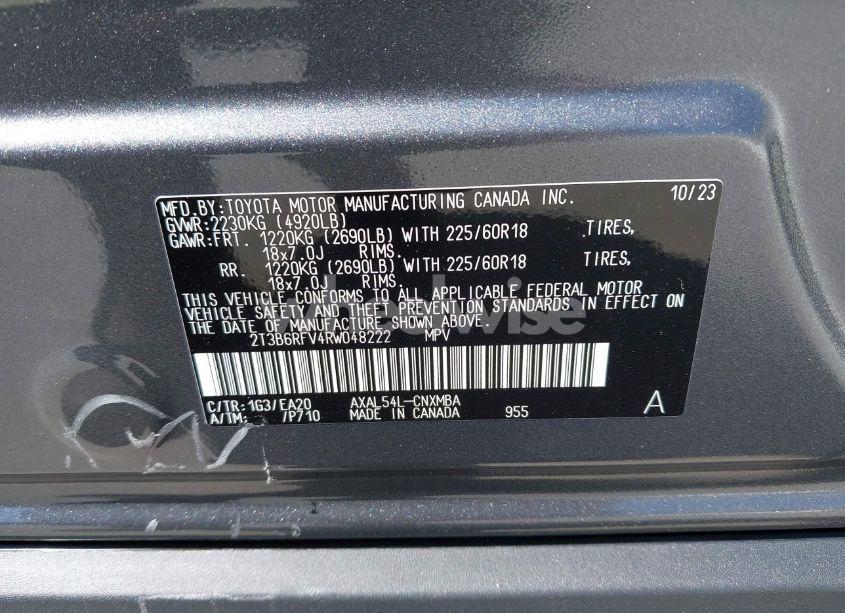 MFD.BY:TOYOTA MOTOR MANUFACTURING CANADA INC. 10/23
GVWR:2230KG (4920LB)
GAWR:FRT. 1220KG (2690LB) WITH 225/60R18 TIRES,
18x7.0J RIMS.
RR. 1220KG (2690LB) WITH 225/60R18 TIRES,
18x7.0J RIMS.
THIS VEHICLE CONFORMS TO ALL APPLICABLE FEDERAL MOTOR
VEHICLE SAFETY AND THEFT PREVENTION STANDARDS IN EFFECT ON
THE DATE OF MANUFACTURE SHOWN ABOVE.
2T3B6RFV4RW048222 MPV
C/TR:1G3/EA20 AXAL54L-CNXMBA
A/TM: /P710 MADE IN CANADA 955 A